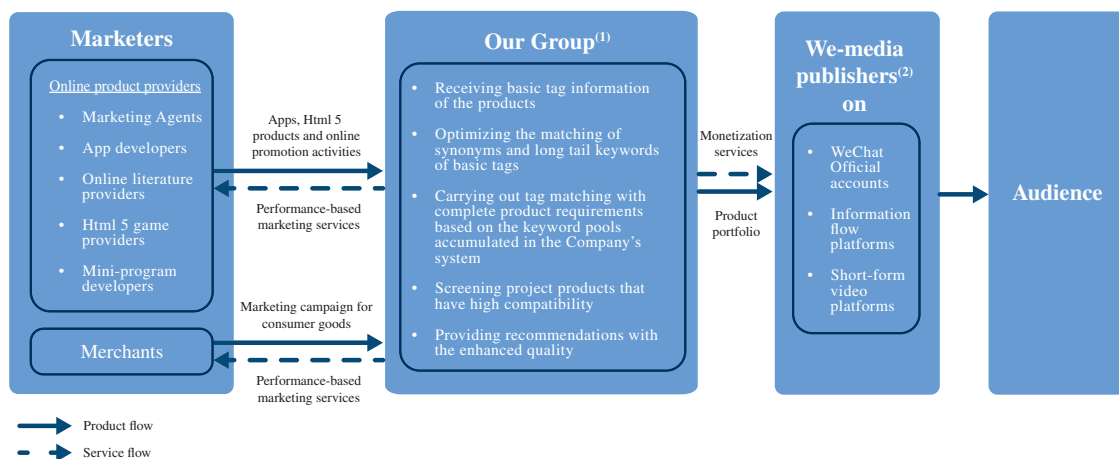 Marketers
Online product providers
• Marketing Agents
• App developers
• Online literature
providers
• Html 5 game
providers
• Mini-program
developers
Merchants
Apps, Html 5
products and online
promotion activities
Performance-based
marketing services
Marketing campaign for
consumer goods
Performance-based
marketing services
Our Group(1)
• Receiving basic tag information
of the products
• Optimizing the matching of
synonyms and long tail keywords
of basic tags
• Carrying out tag matching with
complete product requirements
based on the keyword pools
accumulated in the Company's
system
• Screening project products that
have high compatibility
• Providing recommendations with
the enhanced quality
Monetization
services
Product
portfolio
We-media
publishers(2)
on
• WeChat
Official
accounts
• Information
flow
platforms
• Short-form
video
platforms
Audience
Product flow
Service flow